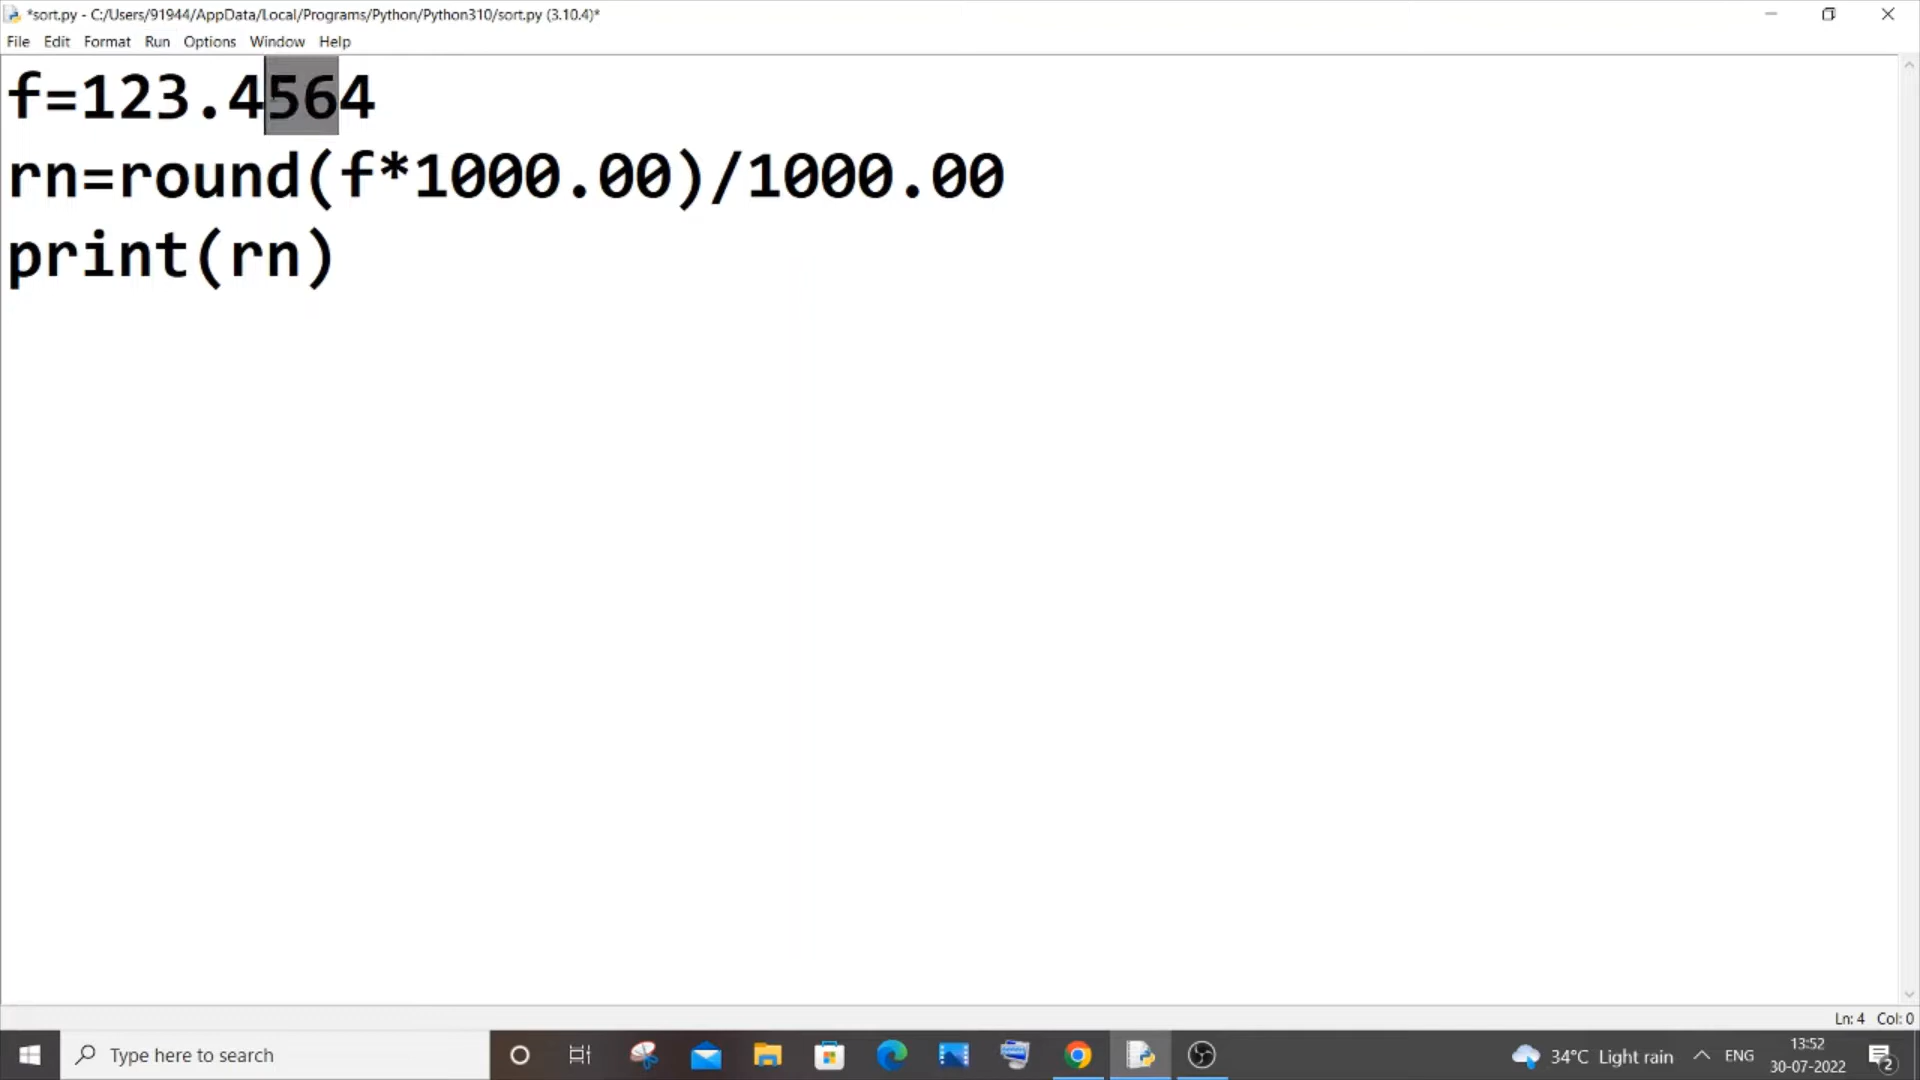 *sort.py - C:/Users/91944/AppData/Local/Programs/Python/Python310/sort.py (3.10.4)*
File Edit Format Run Options Window Help
f=123.4564
rn=round(f*1000.00)/1000.00
print(rn)
Ln: 4 Col: 0
Type here to search
34°C Light rain
ENG
13:52
30-07-2022
2